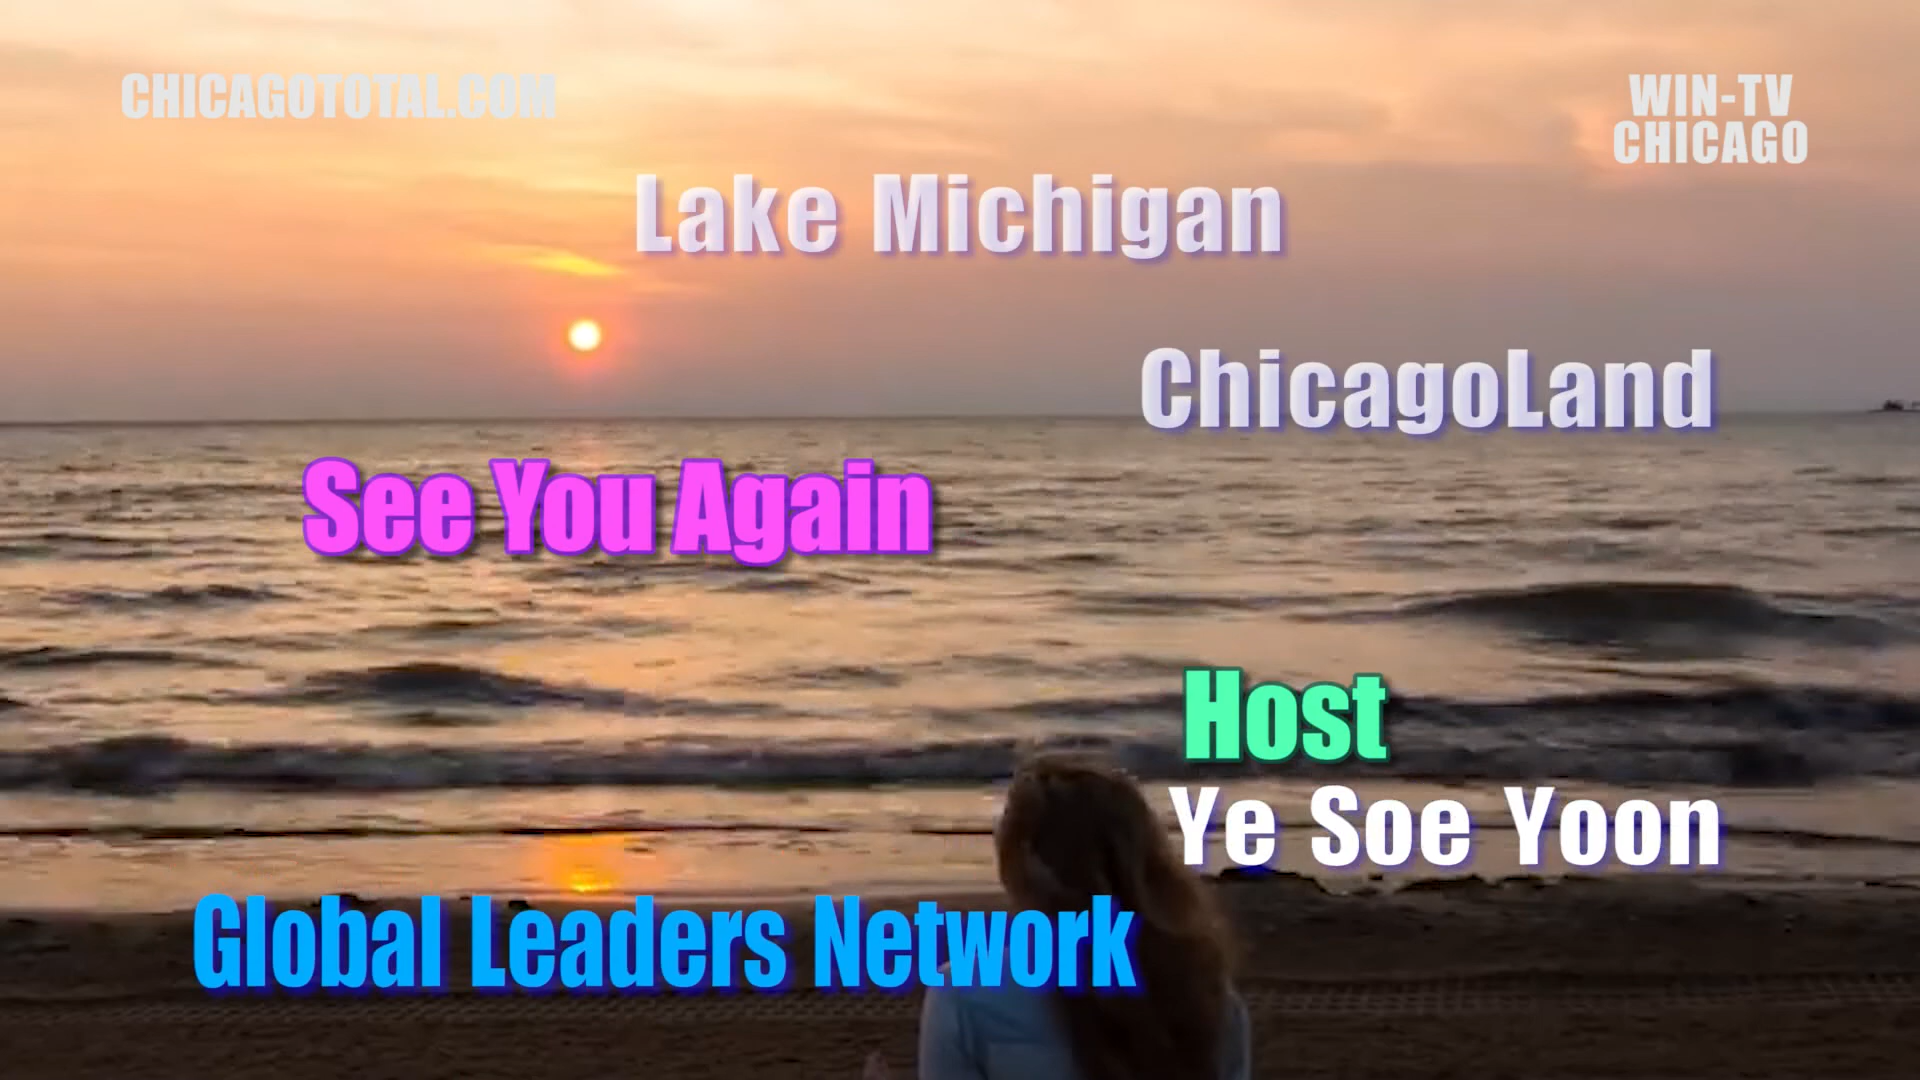 CHICAGOTOTAL.COM
WIN-TV
CHICAGO
Lake Michigan
ChicagoLand
See You Again
Host
Ye Soe Yoon
Global Leaders Network